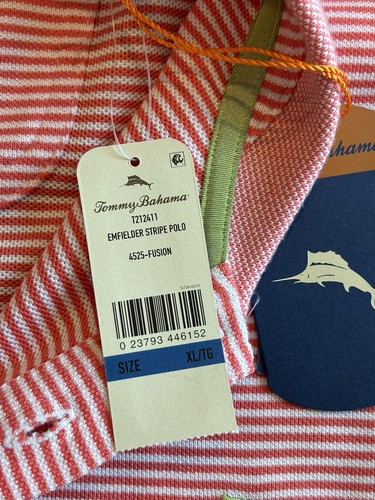 Tommy Bahama
T212411
EMFIELDER STRIPE POLO
4525-FUSION
0 23793 446152
SIZE XL/TG